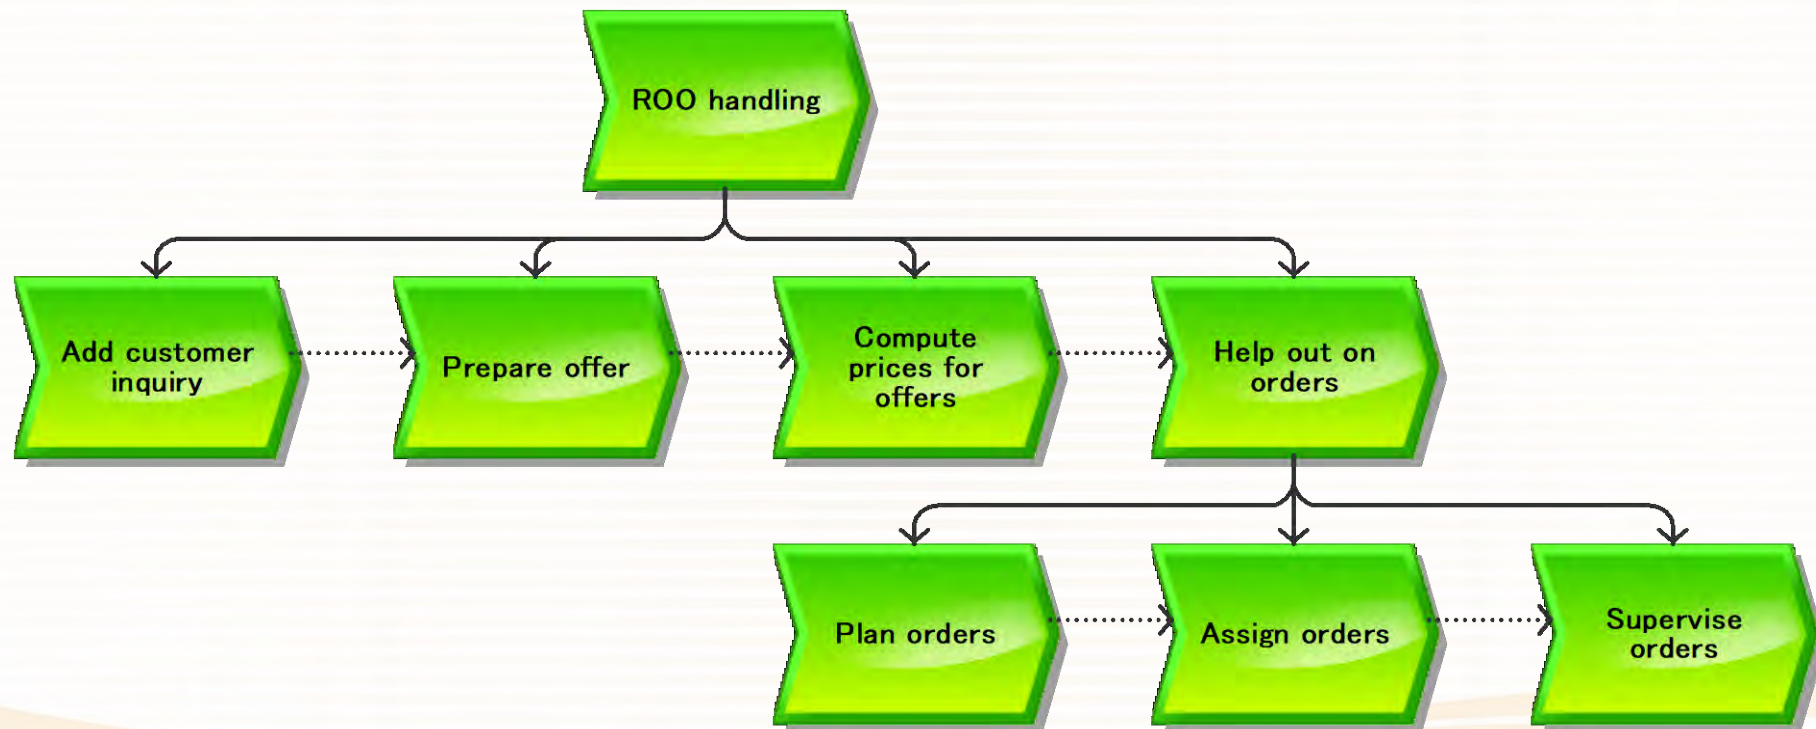 ROO handling
Add customer
inquiry
Prepare offer
Compute
prices for
offers
Help out on
orders
Plan orders
Assign orders
Supervise
orders